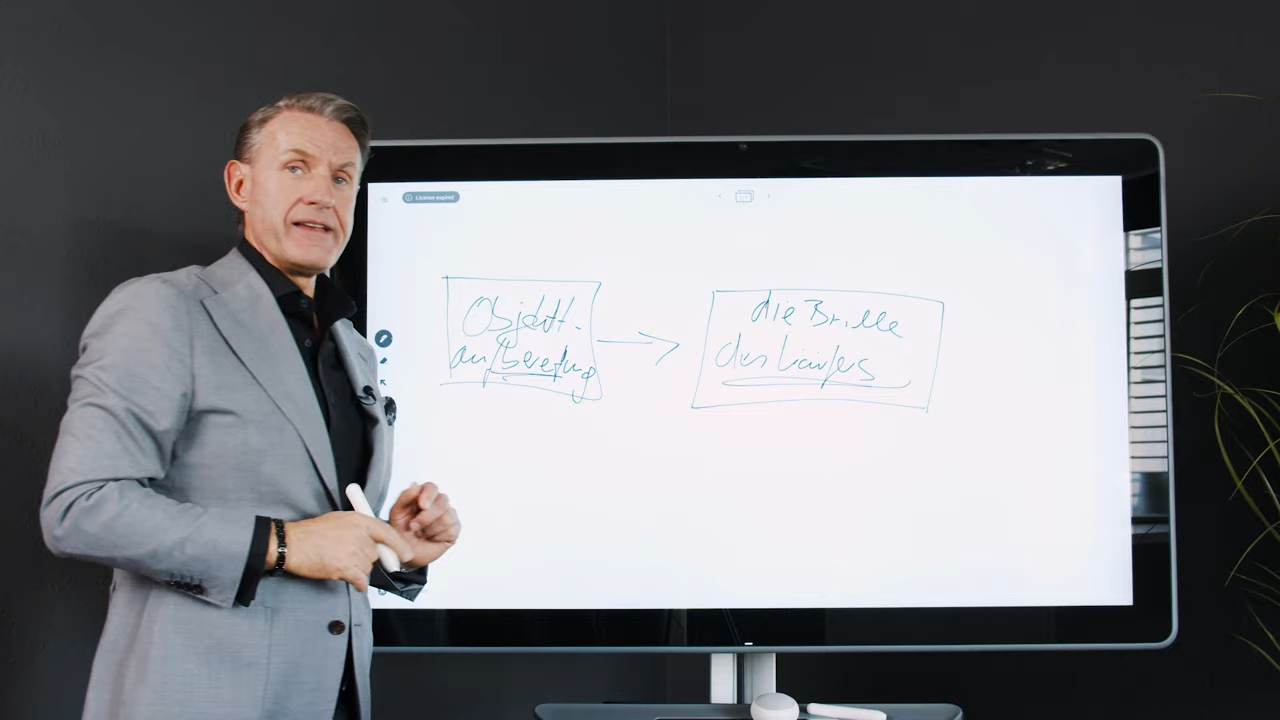 License expired
Objekt-
aufbereitung
die Brille
des Käufers